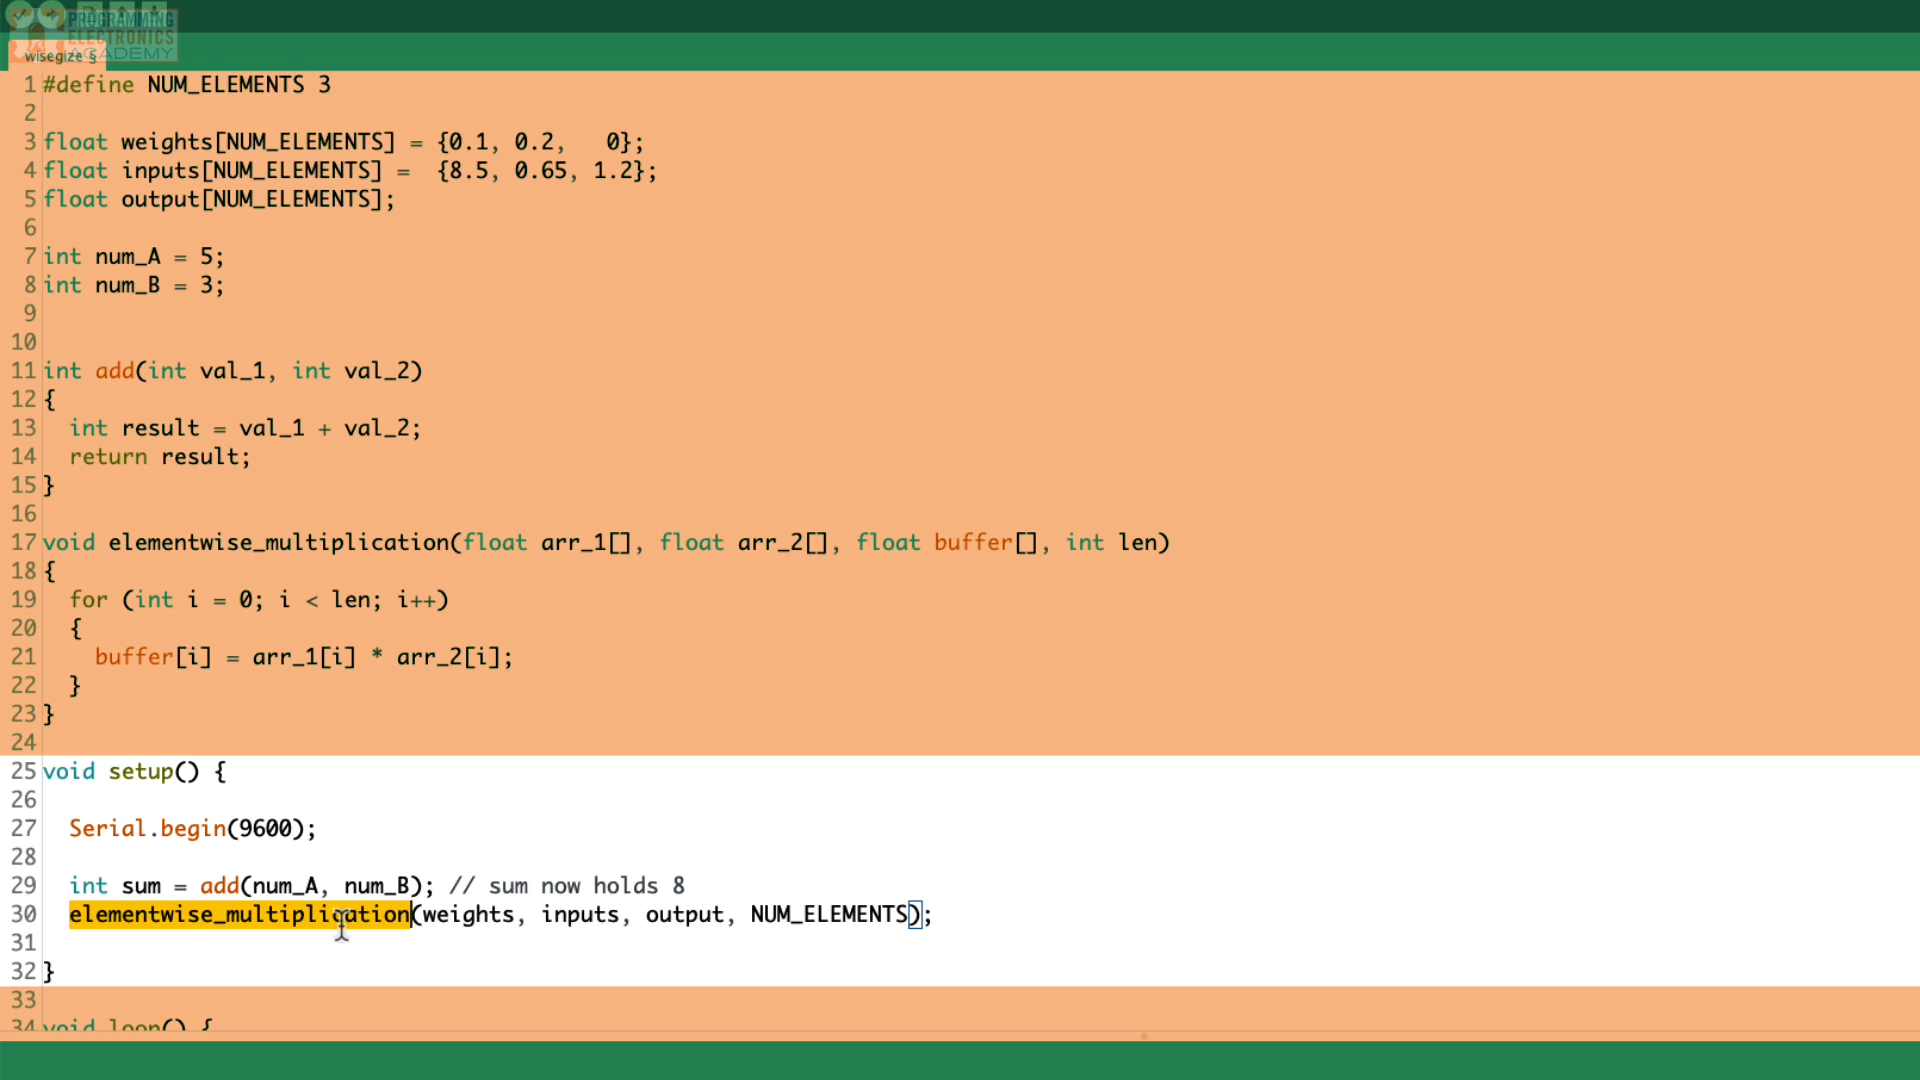 PROGRAMMING
ELECTRONICS
ACADEMY
wisegize §
1 #define NUM_ELEMENTS 3
2
3 float weights[NUM_ELEMENTS] = {0.1, 0.2,   0};
4 float inputs[NUM_ELEMENTS] =  {8.5, 0.65, 1.2};
5 float output[NUM_ELEMENTS];
6
7 int num_A = 5;
8 int num_B = 3;
9
10
11 int add(int val_1, int val_2)
12 {
13   int result = val_1 + val_2;
14   return result;
15 }
16
17 void elementwise_multiplication(float arr_1[], float arr_2[], float buffer[], int len)
18 {
19   for (int i = 0; i < len; i++)
20   {
21     buffer[i] = arr_1[i] * arr_2[i];
22   }
23 }
24
25 void setup() {
26
27   Serial.begin(9600);
28
29   int sum = add(num_A, num_B); // sum now holds 8
30   elementwise_multiplication(weights, inputs, output, NUM_ELEMENTS);
31
32 }
33
34 void loop() {